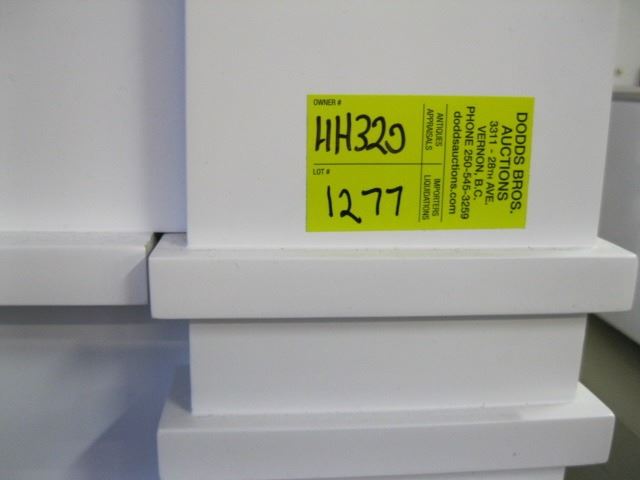 OWNER #
HH320
LOT #
1277
ANTIQUES
APPRAISALS
IMPORTERS
LIQUIDATIONS
DODDS BROS.
AUCTIONS
3311 - 28TH AVE.
VERNON, B.C.
PHONE 250-545-3259
doddsauctions.com